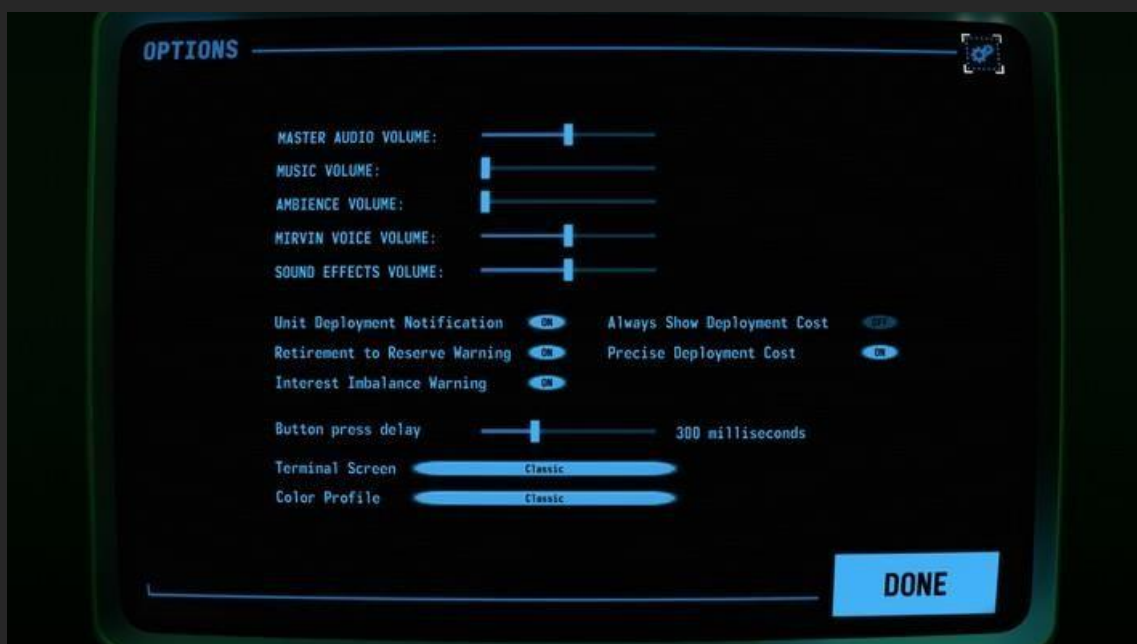 OPTIONS
MASTER AUDIO VOLUME:
MUSIC VOLUME:
AMBIENCE VOLUME:
MIRVIN VOICE VOLUME:
SOUND EFFECTS VOLUME:
Unit Deployment Notification ON Always Show Deployment Cost OFF
Retirement to Reserve Warning ON Precise Deployment Cost ON
Interest Imbalance Warning ON
Button press delay 300 milliseconds
Terminal Screen Classic
Color Profile Classic
DONE